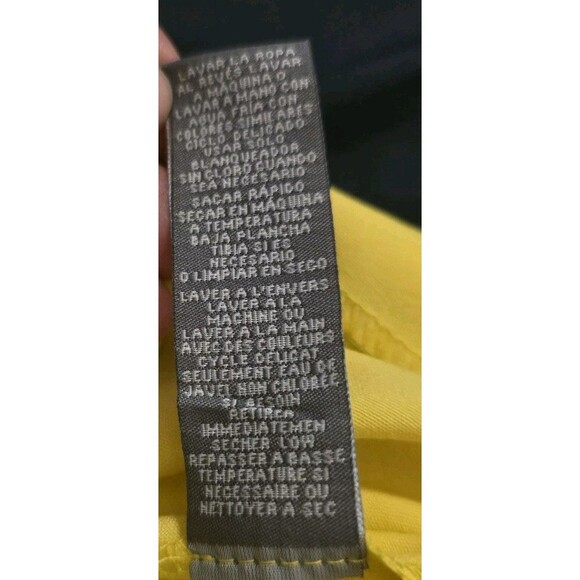 LAVAR LA ROPA
AL REVÉS LAVAR
A MÁQUINA O
LAVAR A MANO CON
AGUA FRÍA CON
COLORES SIMILARES
CICLO DELICADO
USAR SOLO
BLANQUEADOR
SIN CLORO CUANDO
SEA NECESARIO
SACAR RÁPIDO
SECAR EN MÁQUINA
A TEMPERATURA
BAJA PLANCHA
TIBIA SI ES
NECESARIO
O LIMPIAR EN SECO
LAVER A L'ENVERS
LAVER A LA
MACHINE OU
LAVER A LA MAIN
AVEC DES COULEURS
CYCLE DELICAT
SEULEMENT EAU DE
JAVEL NON CHLORÉE
SI BESOIN
RETIRER
IMMEDIATEMEN
SECHER LOW
REPASSER A BASSE
TEMPERATURE SI
NECESSAIRE OU
NETTOYER A SEC